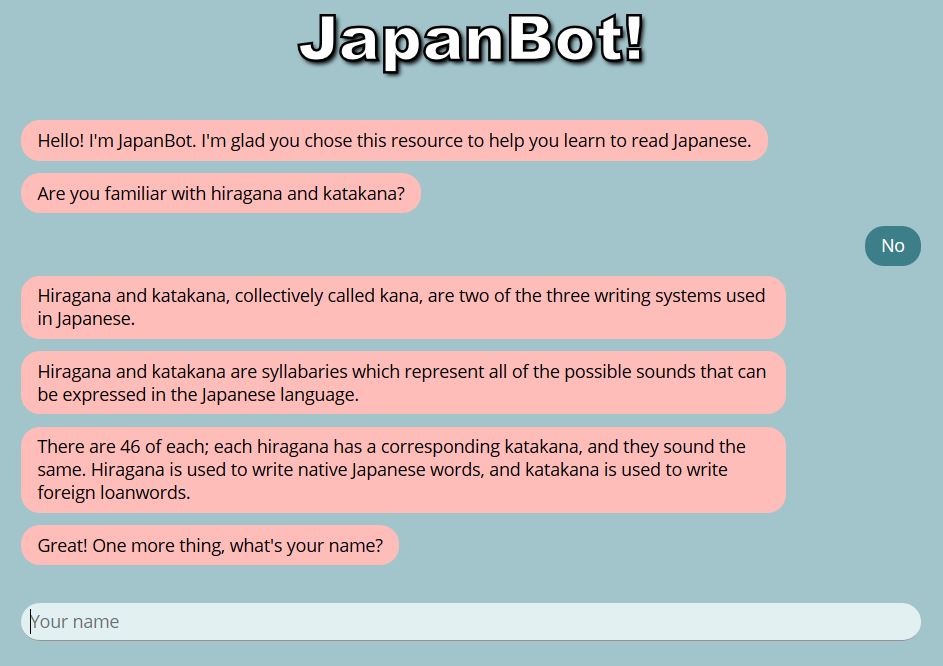 JapanBot!
Hello! I'm JapanBot. I'm glad you chose this resource to help you learn to read Japanese.
Are you familiar with hiragana and katakana?
No
Hiragana and katakana, collectively called kana, are two of the three writing systems used
in Japanese.
Hiragana and katakana are syllabaries which represent all of the possible sounds that can
be expressed in the Japanese language.
There are 46 of each; each hiragana has a corresponding katakana, and they sound the
same. Hiragana is used to write native Japanese words, and katakana is used to write
foreign loanwords.
Great! One more thing, what's your name?
Your name